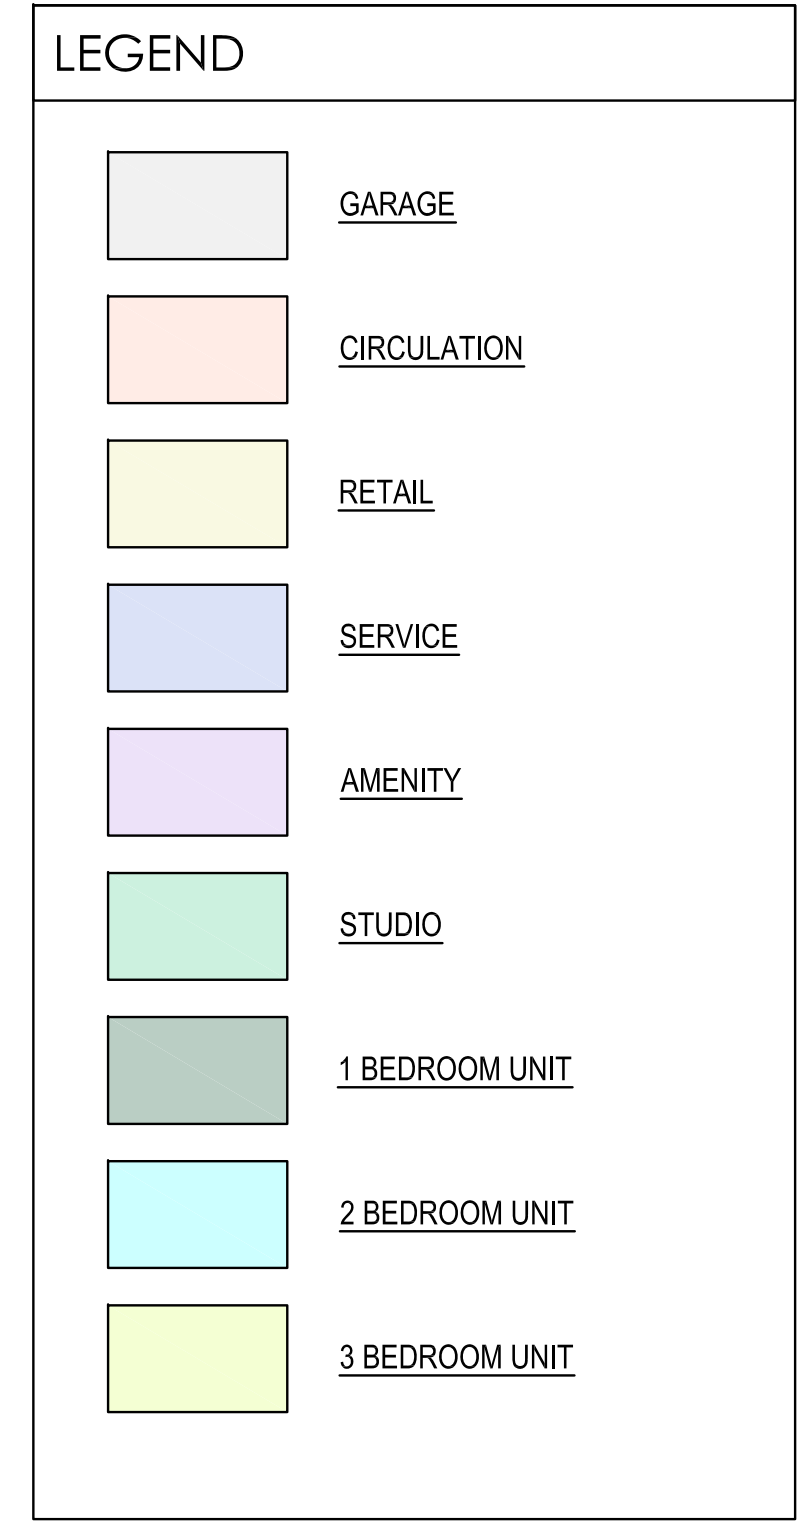 LEGEND
GARAGE
CIRCULATION
RETAIL
SERVICE
AMENITY
STUDIO
1 BEDROOM UNIT
2 BEDROOM UNIT
3 BEDROOM UNIT